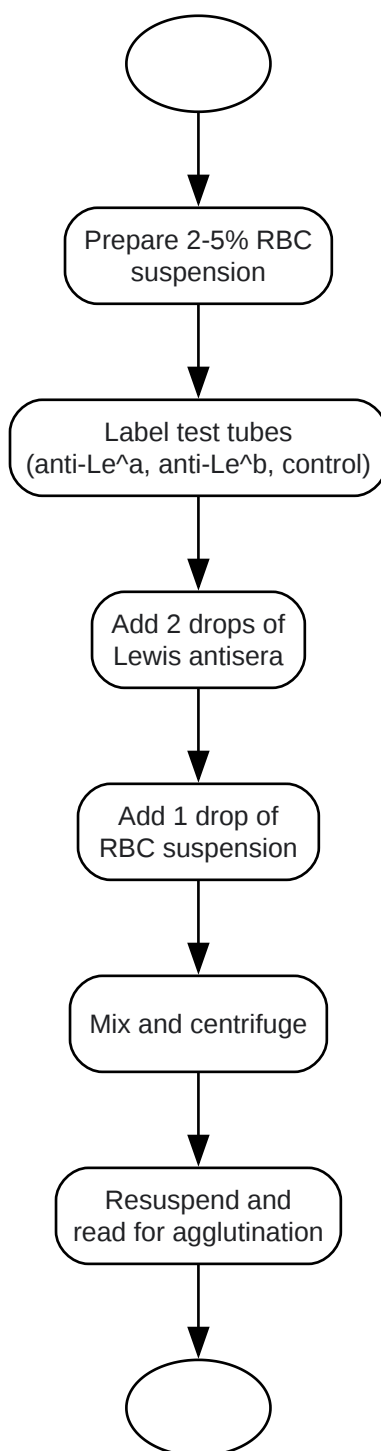 Prepare 2-5% RBC
suspension
Label test tubes
(anti-Le^a, anti-Le^b, control)
Add 2 drops of
Lewis antisera
Add 1 drop of
RBC suspension
Mix and centrifuge
Resuspend and
read for agglutination